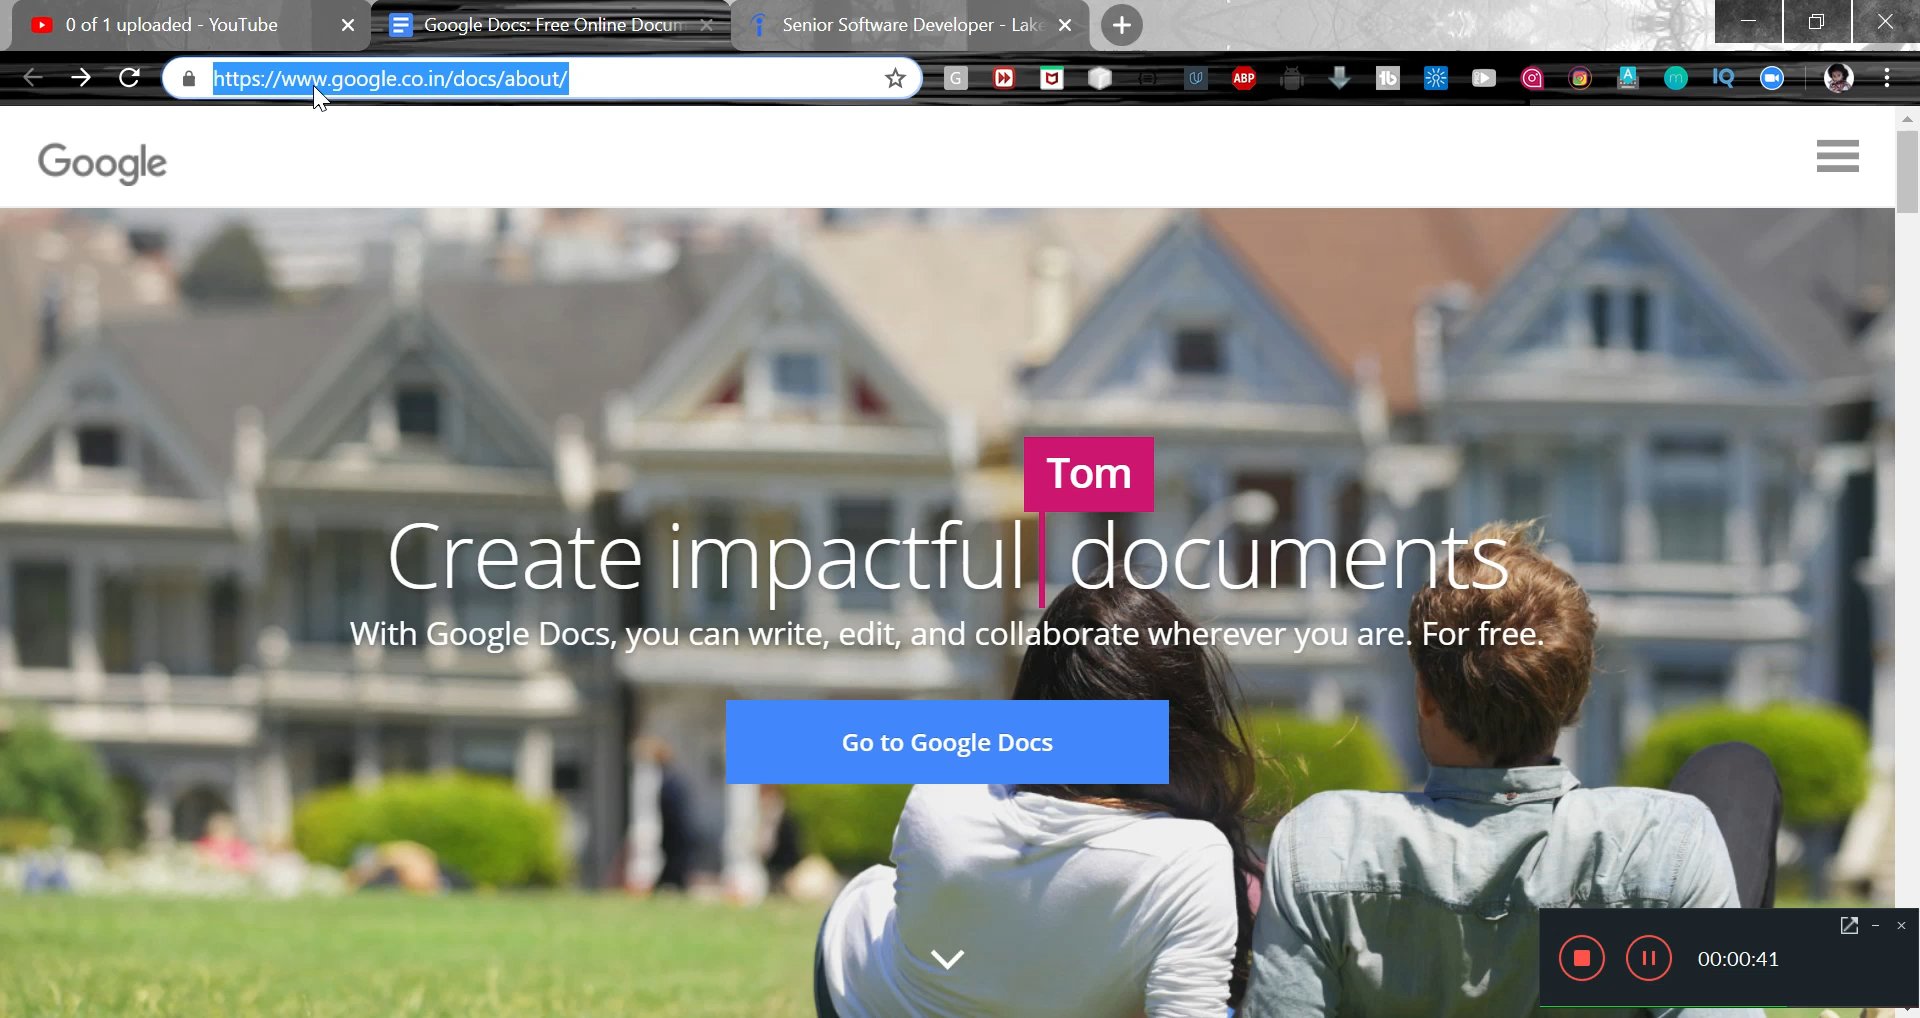 0 of 1 uploaded - YouTube
Google Docs: Free Online Docum
Senior Software Developer - Lake
https://www.google.co.in/docs/about/
G
ABP
tb
A
m
IQ
Google
Tom
Create impactful documents
With Google Docs, you can write, edit, and collaborate wherever you are. For free.
Go to Google Docs
00:00:41